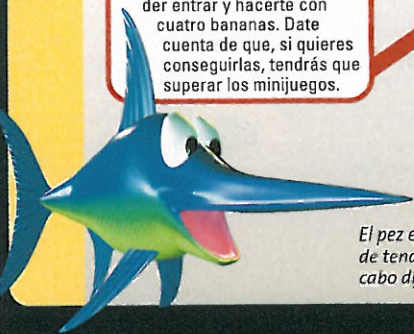 der entrar y hacerte con
cuatro bananas. Date
cuenta de que, si quieres
conseguirlas, tendrás que
superar los minijuegos.
El pez e
de tend
cabo di